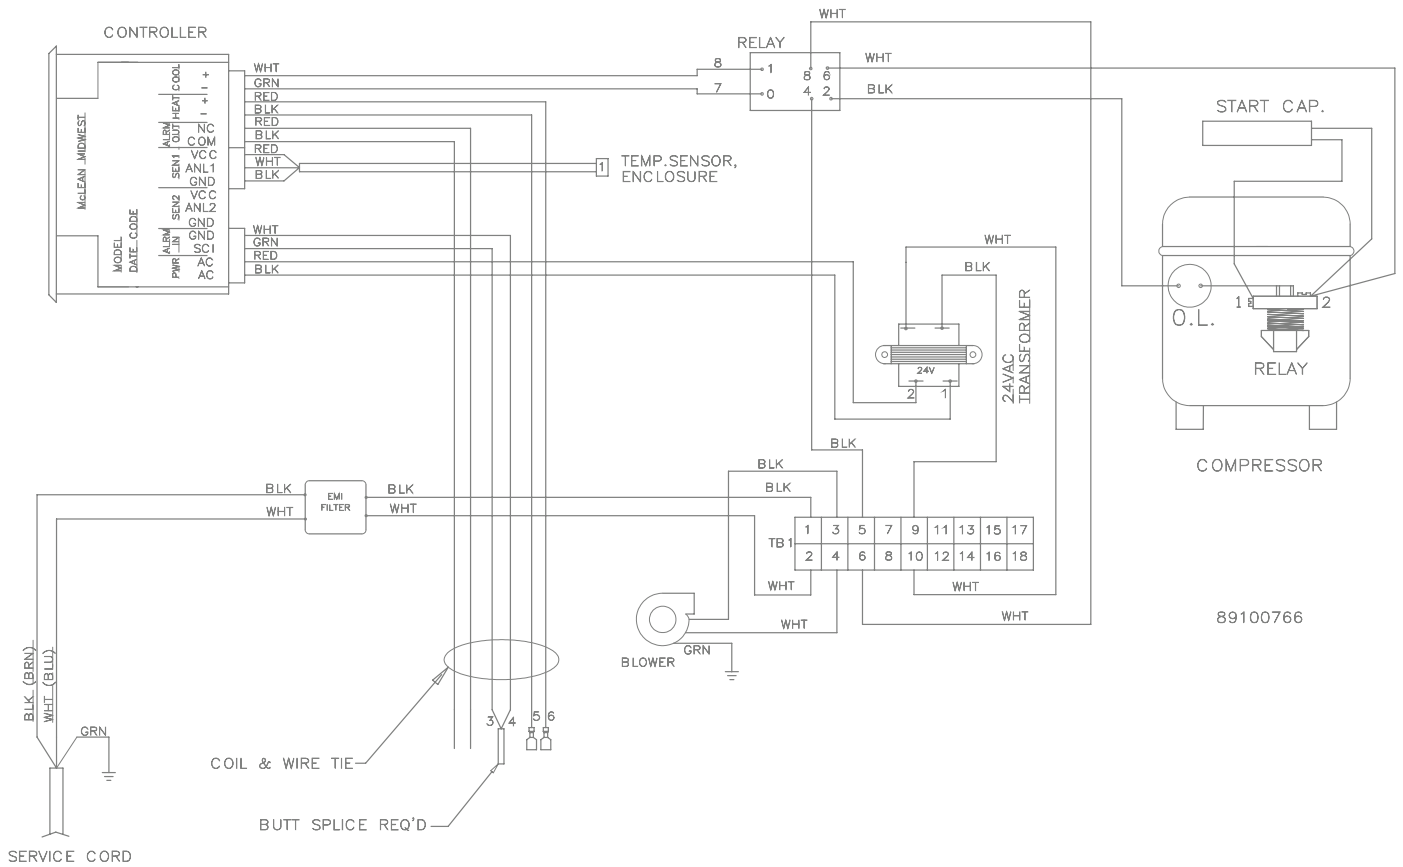 CONTROLLER
McLEAN MIDWEST
MODEL
DATE CODE
COOL
+
-
HEAT
+
-
ALRM
OUT
NC
COM
SEN1
VCC
ANL1
GND
SEN2
VCC
ANL2
GND
ALRM
IN
GND
SCI
PWR
AC
AC
WHT
GRN
RED
BLK
RED
BLK
RED
WHT
BLK
WHT
GRN
RED
BLK
1
TEMP.SENSOR,
ENCLOSURE
RELAY
8
7
1
0
8 6
4 2
WHT
WHT
BLK
START CAP.
1
2
O.L.
RELAY
COMPRESSOR
WHT
BLK
24V
2
1
24VAC
TRANSFORMER
BLK
BLK
BLK
BLK
EMI
FILTER
BLK
WHT
WHT
TB1
1 3 5 7 9 11 13 15 17
2 4 6 8 10 12 14 16 18
WHT
WHT
WHT
WHT
GRN
BLOWER
89100766
BLK (BRN)
WHT (BLU)
GRN
3 4 5 6
COIL & WIRE TIE
BUTT SPLICE REQ'D
SERVICE CORD